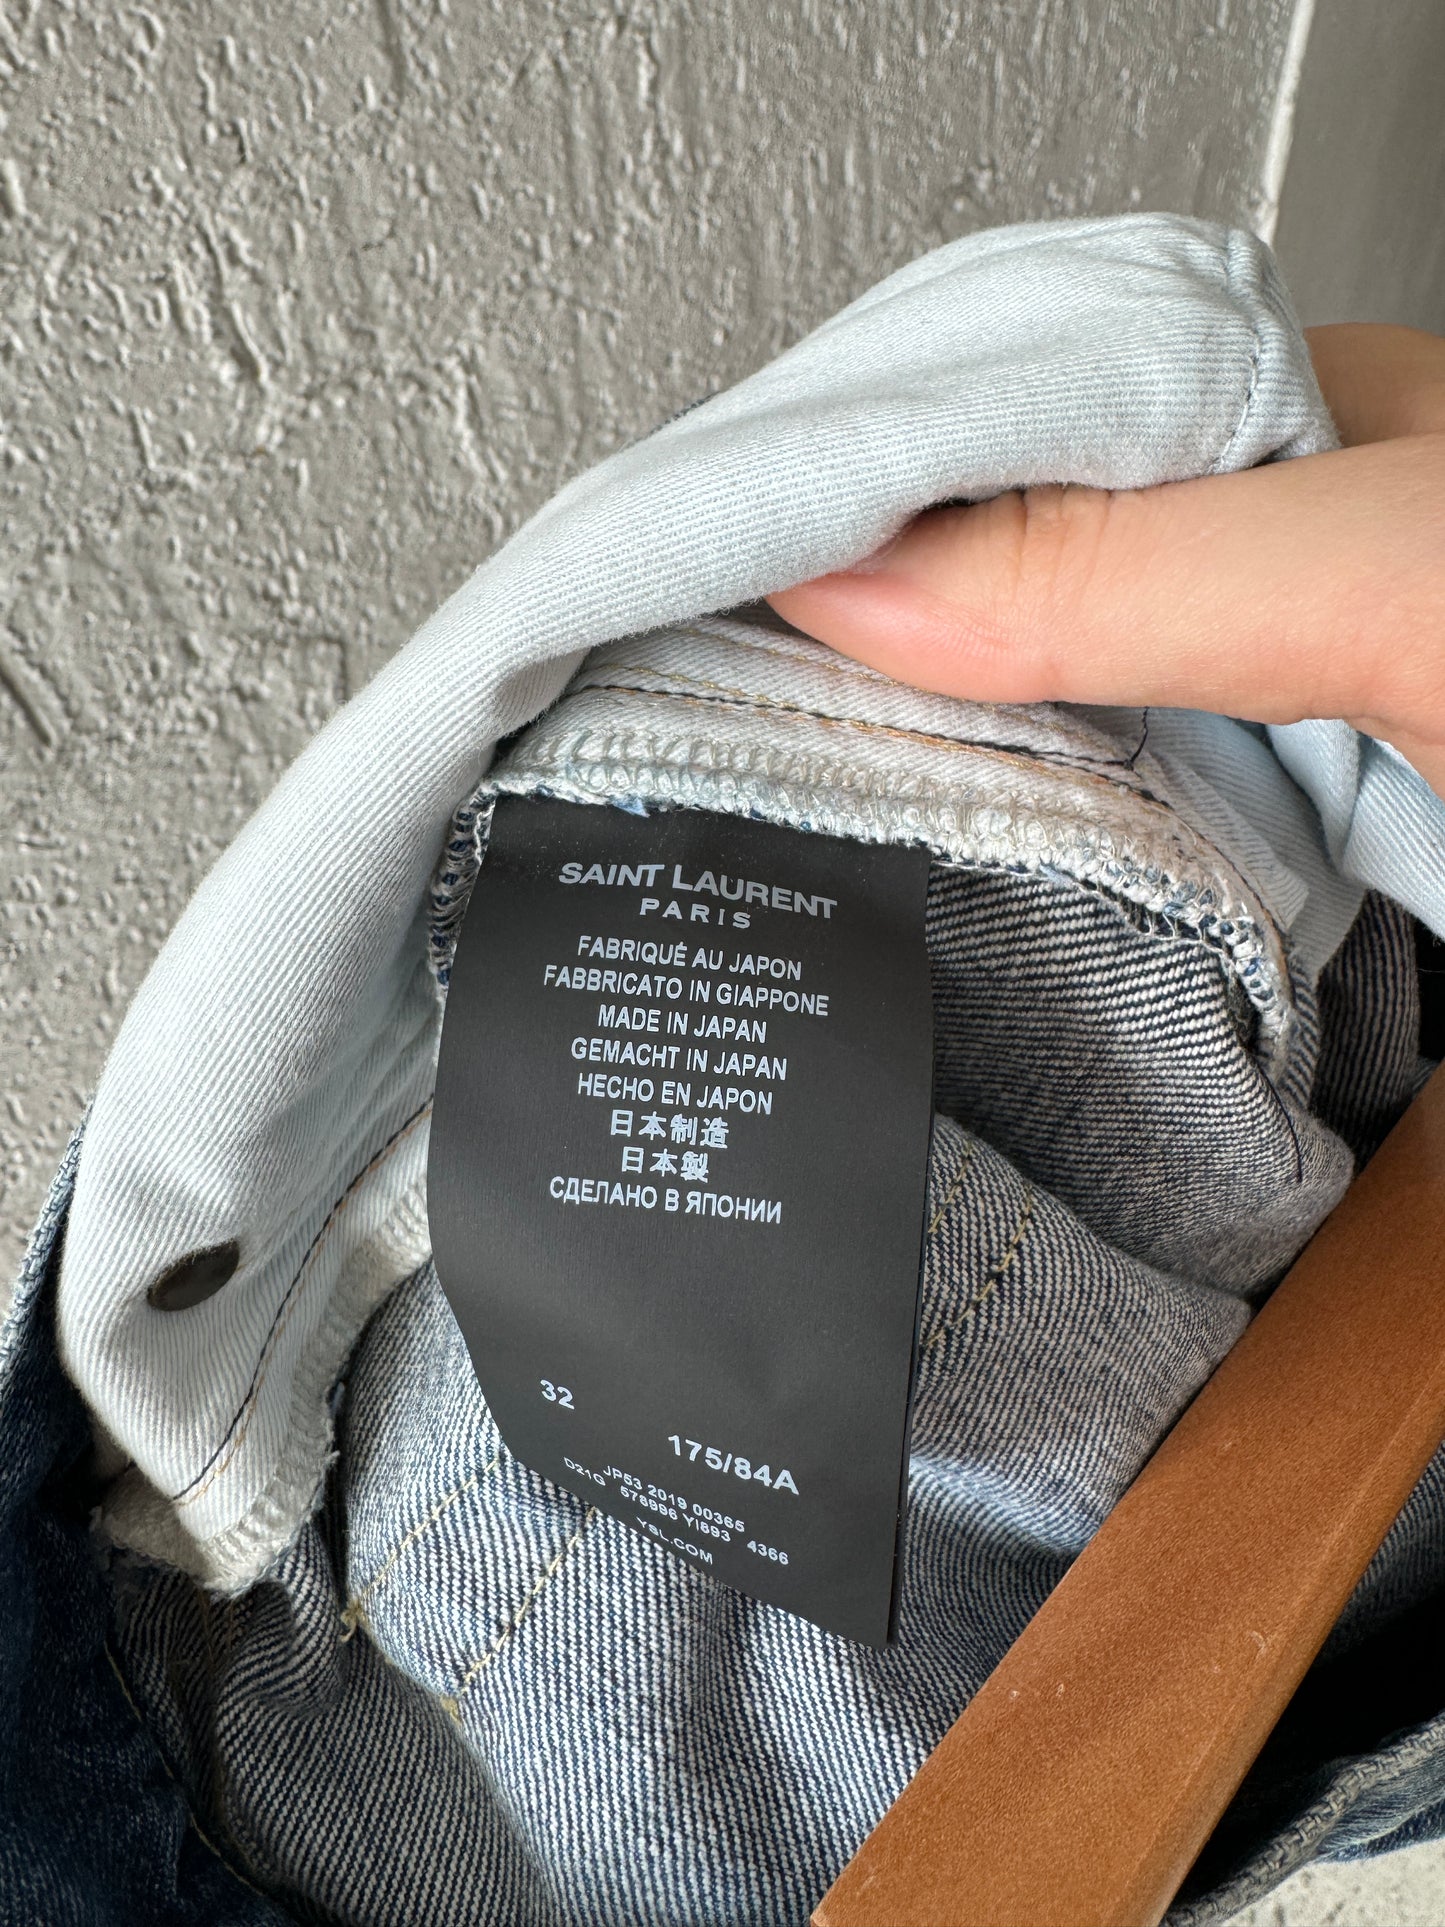 SAINT LAURENT
PARIS
FABRIQUÉ AU JAPON
FABBRICATO IN GIAPPONE
MADE IN JAPAN
GEMACHT IN JAPAN
HECHO EN JAPON
日本制造
日本製
СДЕЛАНО В ЯПОНИИ
32
175/84A
JP53 2019 00365
D21G 578996 YI893 4366
YSL.COM